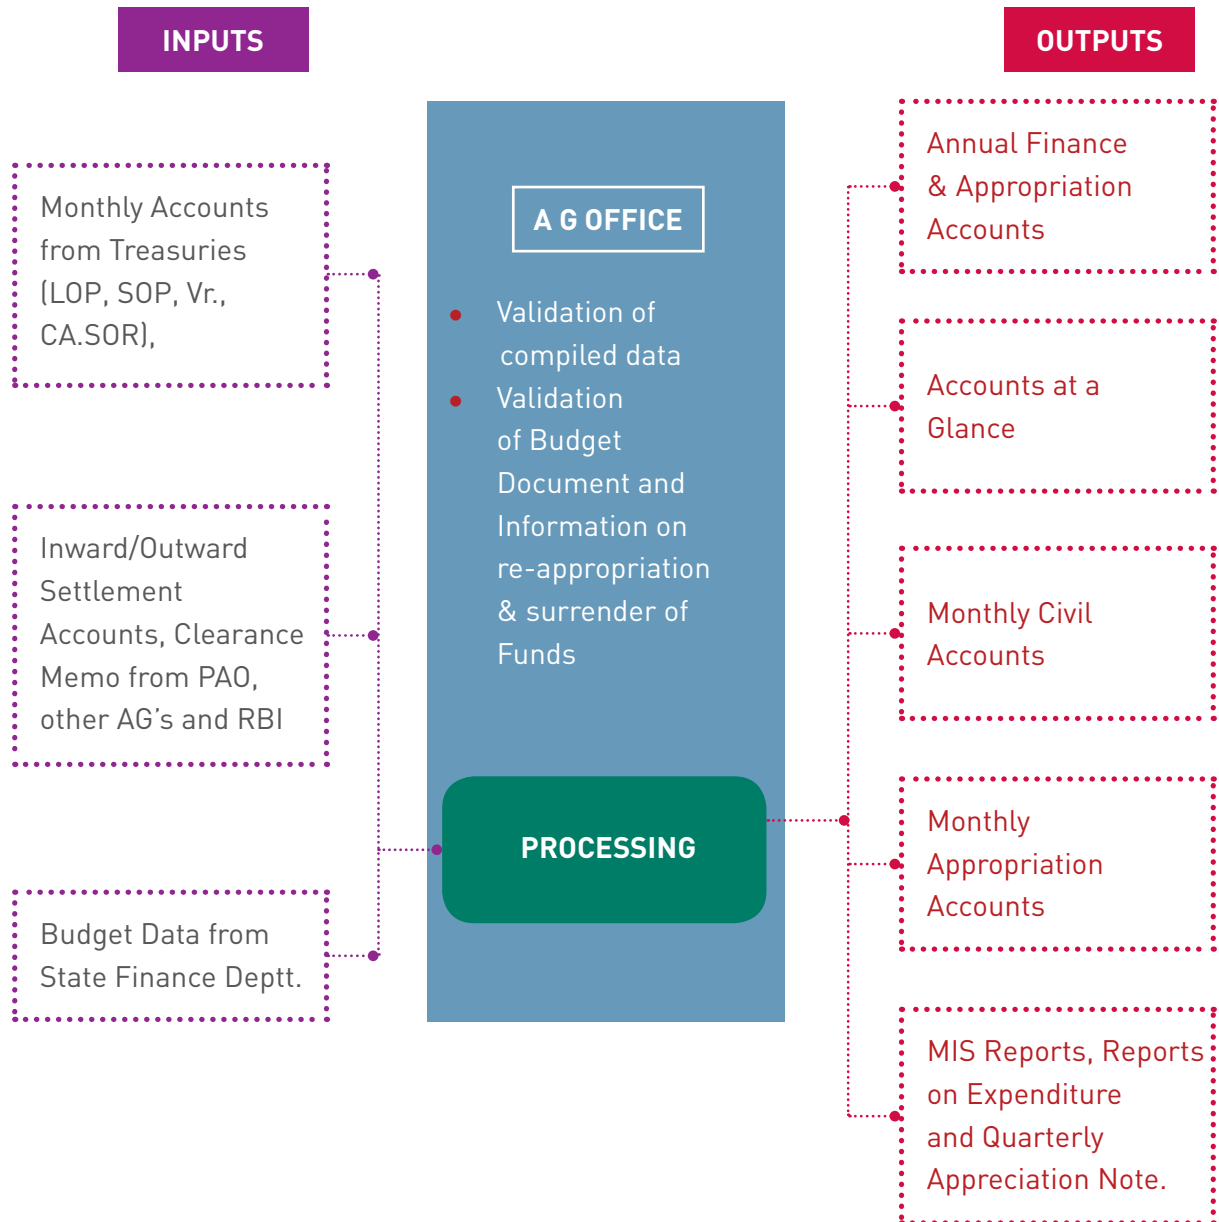 INPUTS
Monthly Accounts
from Treasuries
(LOP, SOP, Vr.,
CA.SOR),
Inward/Outward
Settlement
Accounts, Clearance
Memo from PAO,
other AG’s and RBI
Budget Data from
State Finance Deptt.
A G OFFICE
• Validation of
compiled data
• Validation
of Budget
Document and
Information on
re-appropriation
& surrender of
Funds
PROCESSING
OUTPUTS
Annual Finance
& Appropriation
Accounts
Accounts at a
Glance
Monthly Civil
Accounts
Monthly
Appropriation
Accounts
MIS Reports, Reports
on Expenditure
and Quarterly
Appreciation Note.